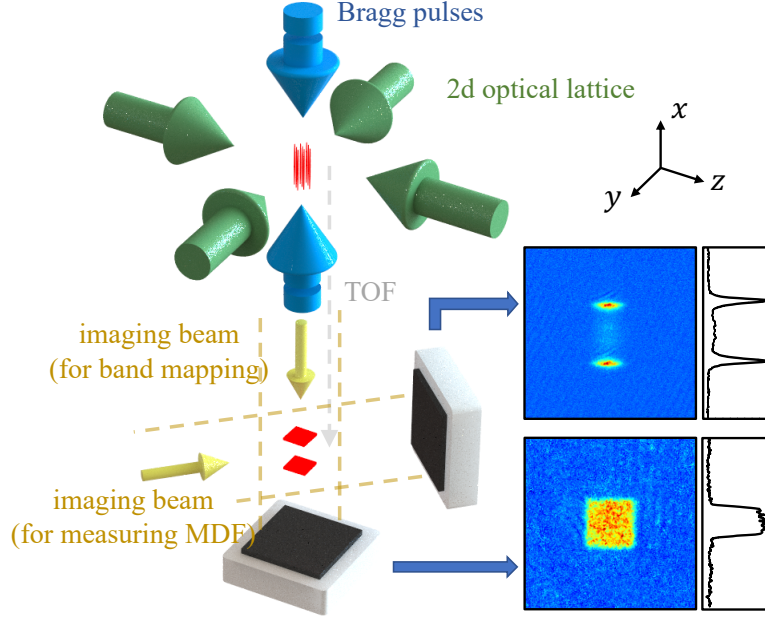 Bragg pulses
2d optical lattice
x
y
z
TOF
imaging beam
(for band mapping)
imaging beam
(for measuring MDF)